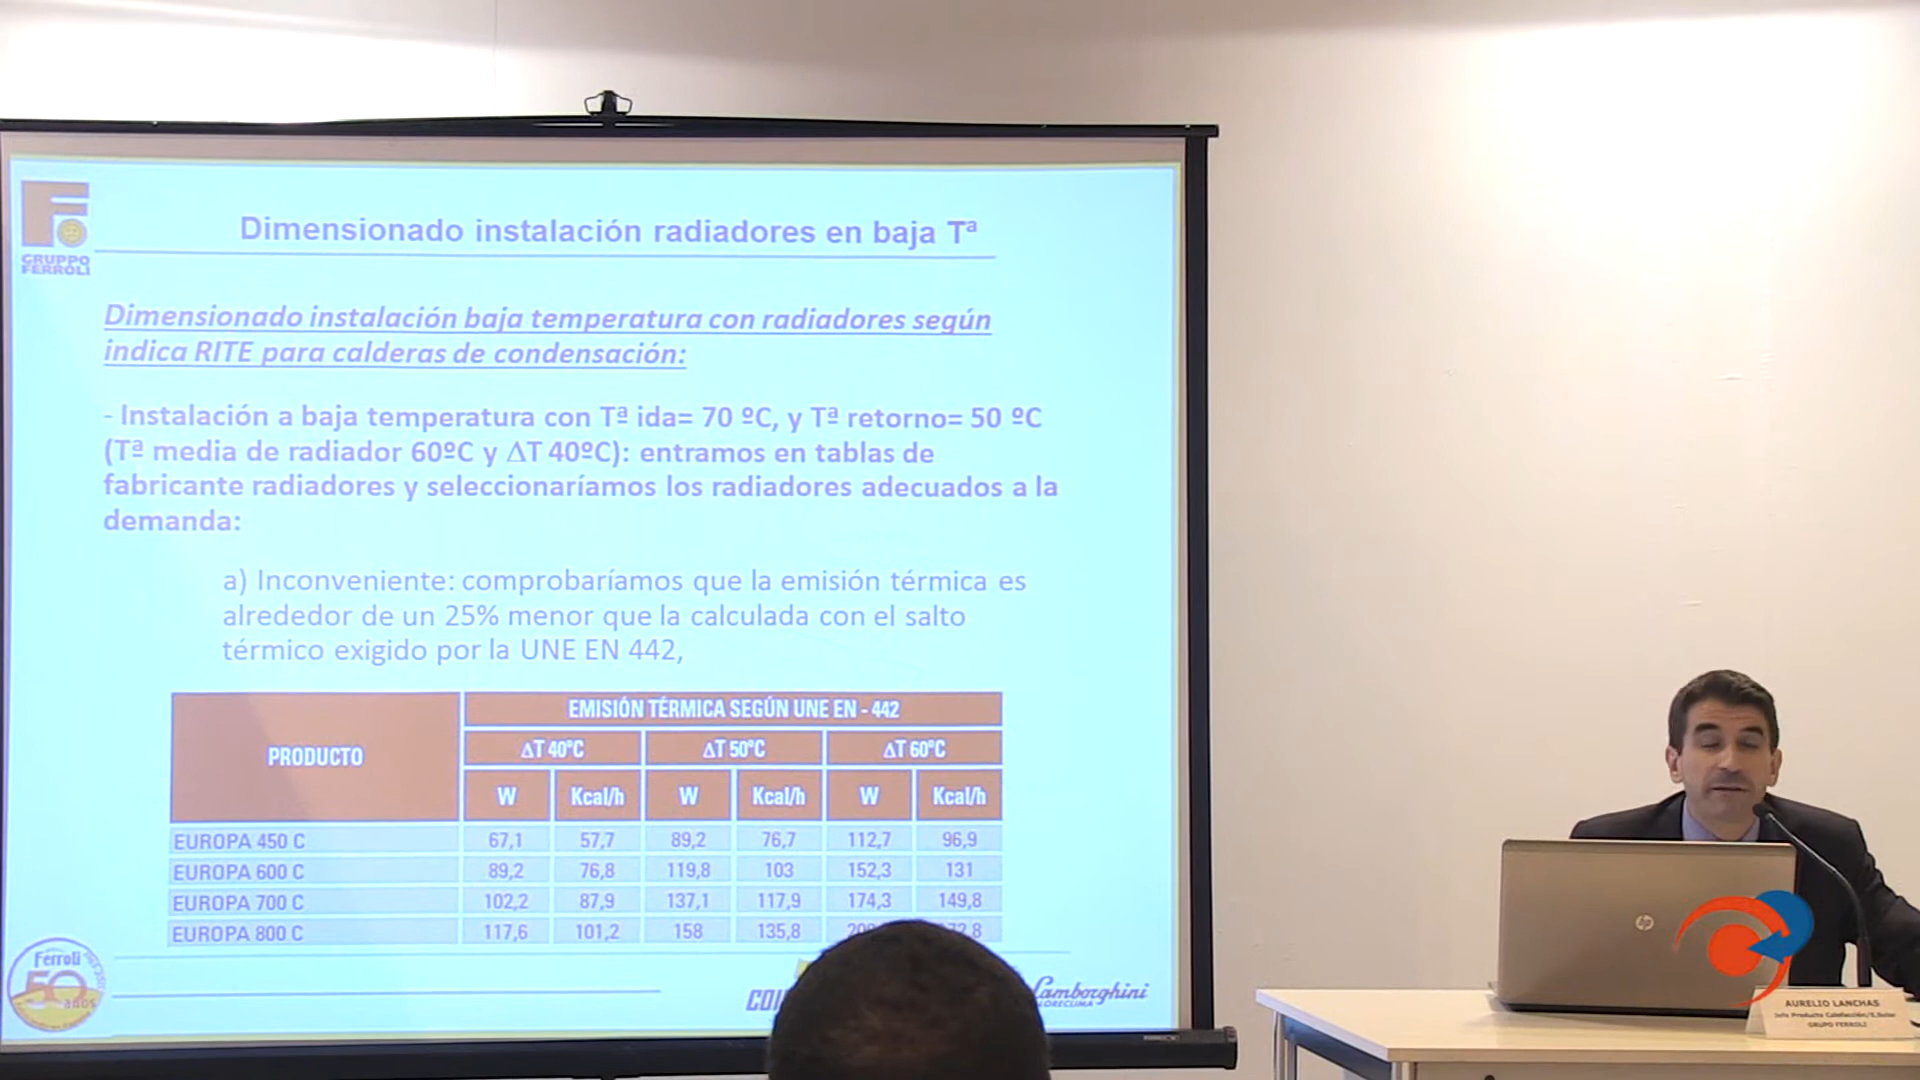 GRUPPO
FERROLI
Dimensionado instalación radiadores en baja Tª
Dimensionado instalación baja temperatura con radiadores según
indica RITE para calderas de condensación:
- Instalación a baja temperatura con Tª ida= 70 ºC, y Tª retorno= 50 ºC
(Tª media de radiador 60ºC y ΔT 40ºC): entramos en tablas de
fabricante radiadores y seleccionaríamos los radiadores adecuados a la
demanda:
a) Inconveniente: comprobaríamos que la emisión térmica es
alrededor de un 25% menor que la calculada con el salto
térmico exigido por la UNE EN 442,
PRODUCTO
EMISIÓN TÉRMICA SEGÚN UNE EN - 442
ΔT 40ºC ΔT 50ºC ΔT 60ºC
W Kcal/h W Kcal/h W Kcal/h
EUROPA 450 C 67,1 57,7 89,2 76,7 112,7 96,9
EUROPA 600 C 89,2 76,8 119,8 103 152,3 131
EUROPA 700 C 102,2 87,9 137,1 117,9 174,3 149,8
EUROPA 800 C 117,6 101,2 158 135,8
Ferroli
50
años
Lamborghini
hp
AURELIO LANCHAS
Jefe Producto Calefacción/E.Solar
GRUPO FERROLI